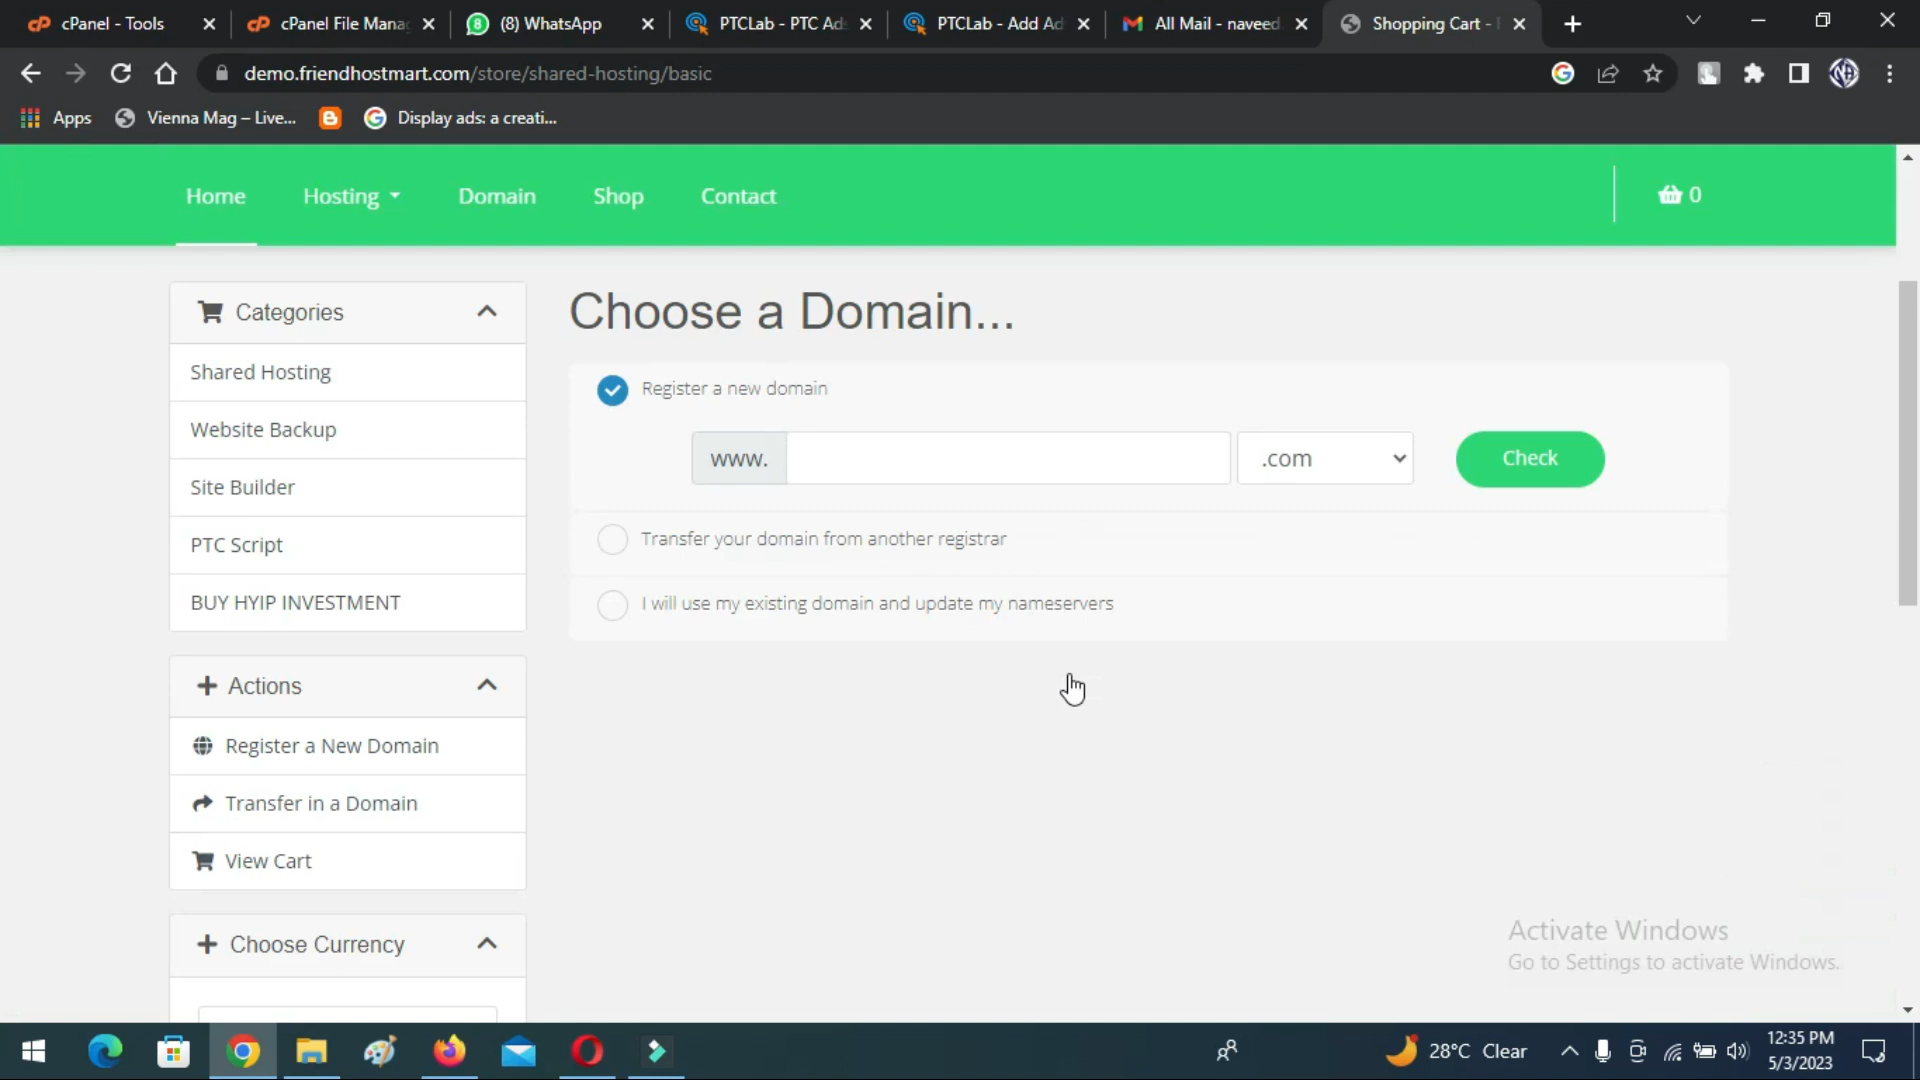 cPanel - Tools
cPanel File Mana
(8) WhatsApp
PTCLab - PTC Ad
PTCLab - Add Ad
All Mail - naveed
Shopping Cart -
demo.friendhostmart.com/store/shared-hosting/basic
Apps
Vienna Mag – Live...
Display ads: a creati...
Home
Hosting
Domain
Shop
Contact
0
Categories
Shared Hosting
Website Backup
Site Builder
PTC Script
BUY HYIP INVESTMENT
Actions
Register a New Domain
Transfer in a Domain
View Cart
Choose Currency
Choose a Domain...
Register a new domain
www.
.com
Check
Transfer your domain from another registrar
I will use my existing domain and update my nameservers
Activate Windows
Go to Settings to activate Windows.
28°C Clear
12:35 PM
5/3/2023